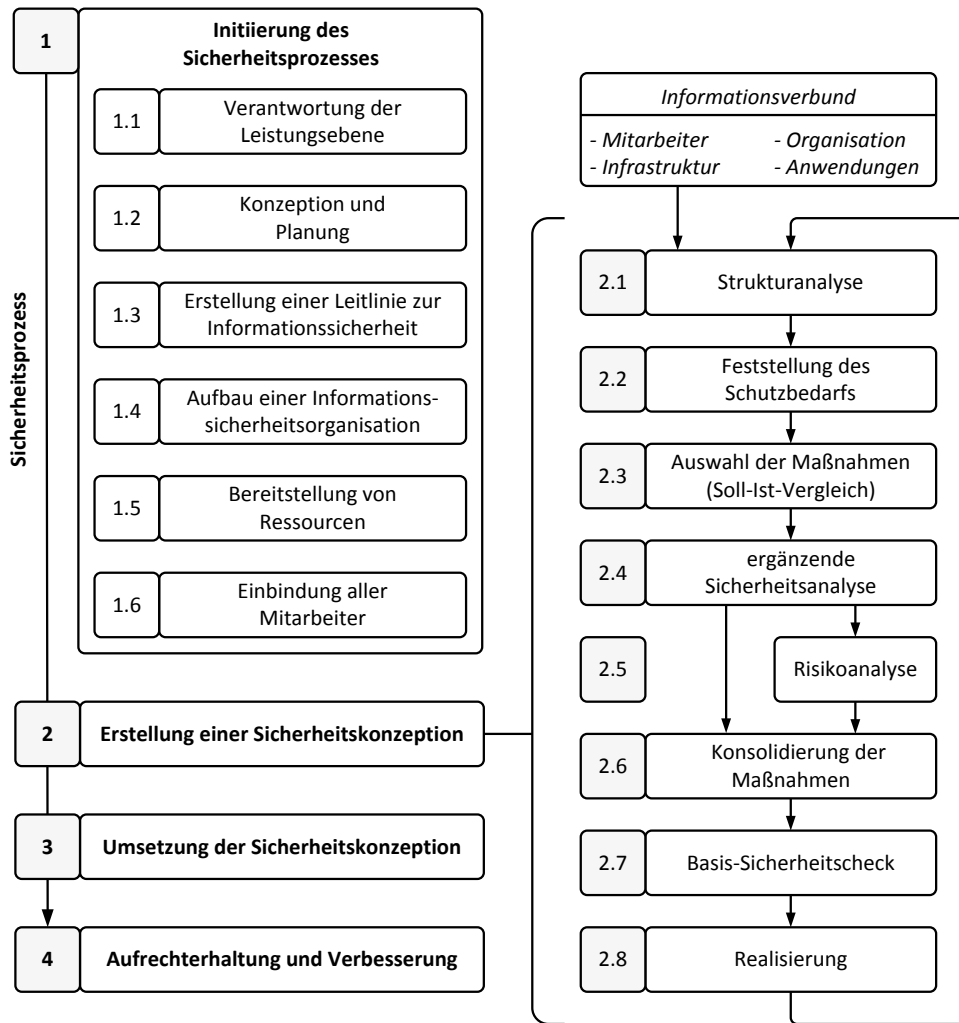 Sicherheitsprozess
1
Initiierung des
Sicherheitsprozesses
1.1
Verantwortung der
Leistungsebene
1.2
Konzeption und
Planung
1.3
Erstellung einer Leitlinie zur
Informationssicherheit
1.4
Aufbau einer Informations-
sicherheitsorganisation
1.5
Bereitstellung von
Ressourcen
1.6
Einbindung aller
Mitarbeiter
2
Erstellung einer Sicherheitskonzeption
3
Umsetzung der Sicherheitskonzeption
4
Aufrechterhaltung und Verbesserung
Informationsverbund
- Mitarbeiter - Organisation
- Infrastruktur - Anwendungen
2.1
Strukturanalyse
2.2
Feststellung des
Schutzbedarfs
2.3
Auswahl der Maßnahmen
(Soll-Ist-Vergleich)
2.4
ergänzende
Sicherheitsanalyse
2.5
Risikoanalyse
2.6
Konsolidierung der
Maßnahmen
2.7
Basis-Sicherheitscheck
2.8
Realisierung